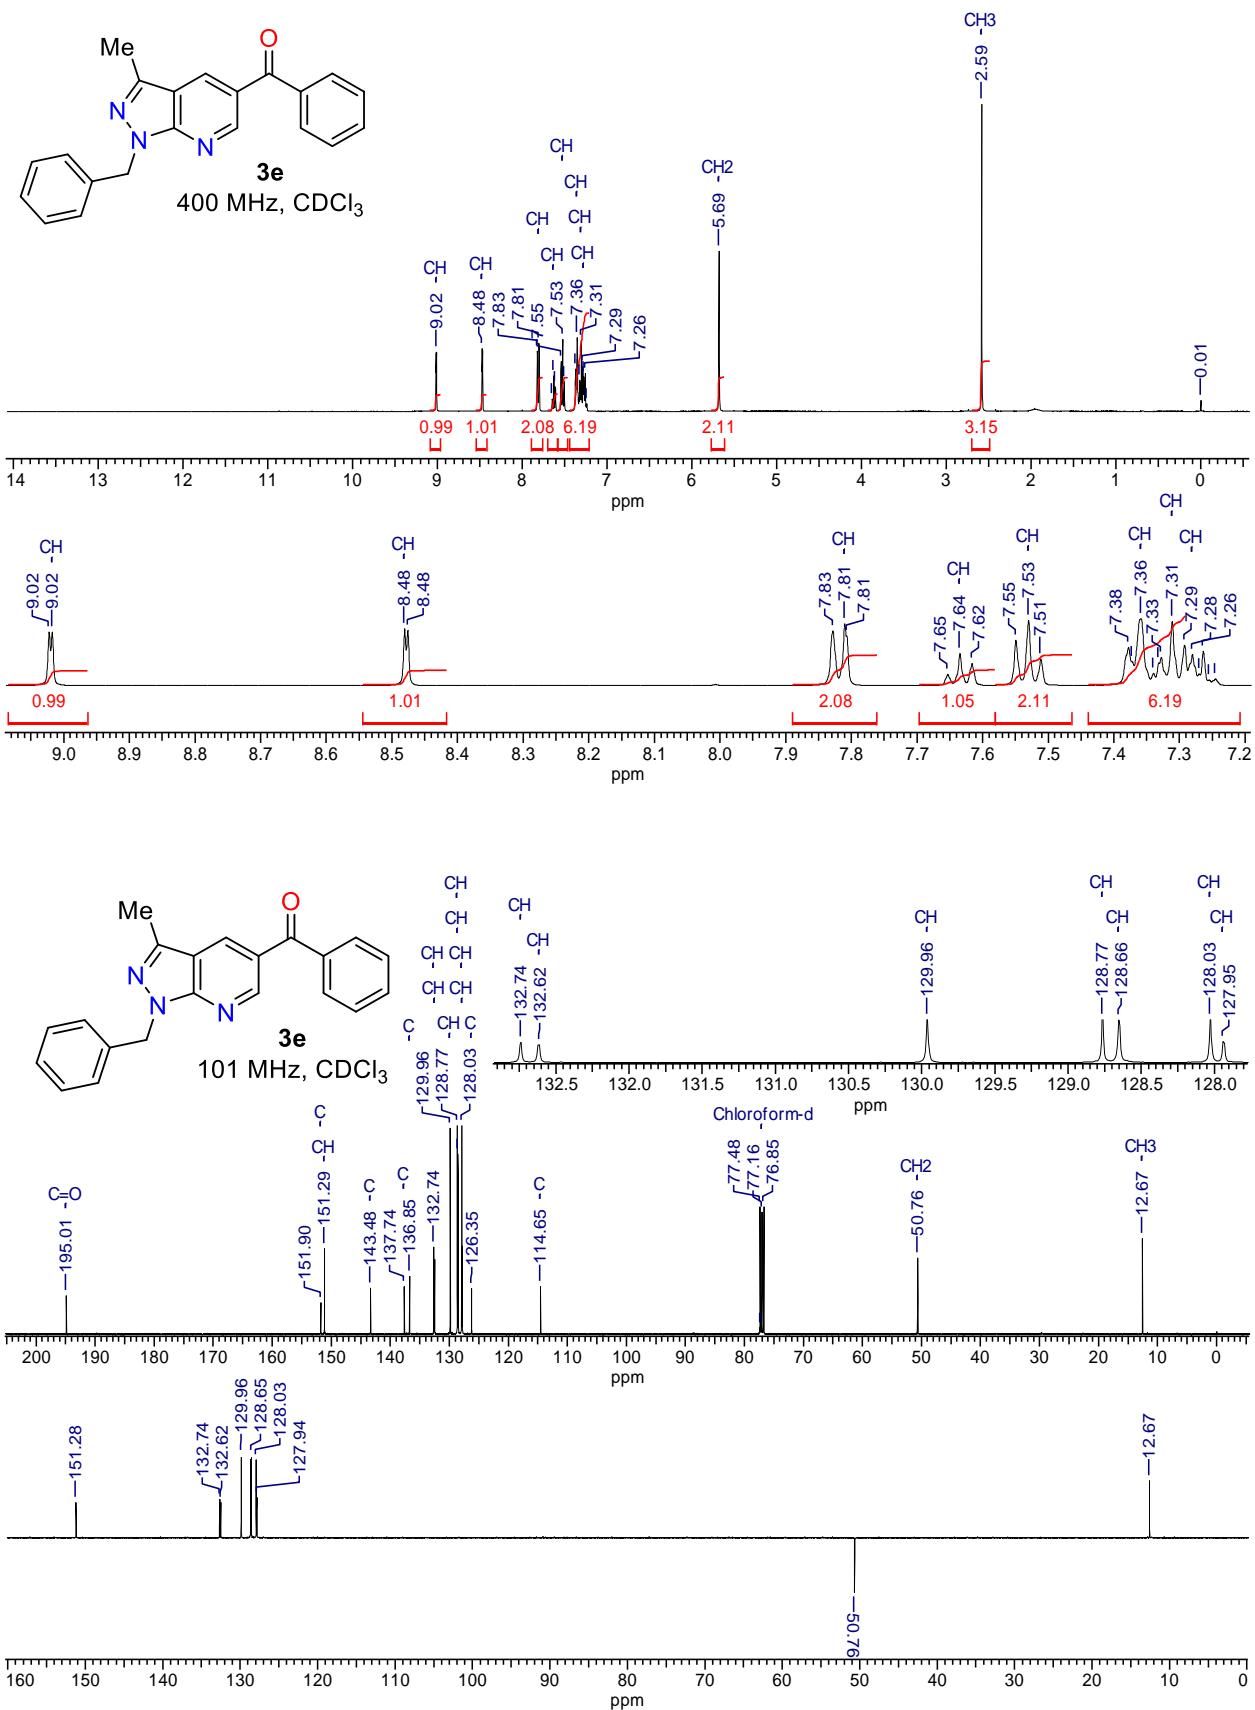 CH3
2.59
Me
O
N
N
N
3e
400 MHz, CDCl3
CH
CH
CH
CH
CH2
5.69
CH
CH
CH
CH
9.02
8.48
7.83
7.81
7.55
7.53
7.36
7.31
7.29
7.26
0.01
0.99 1.01 2.08 6.19 2.11 3.15
14 13 12 11 10 9 8 7 6 5 4 3 2 1 0
ppm
CH
CH
CH
CH
CH
CH
CH
CH
CH
9.02
9.02
8.48
8.48
7.83
7.81
7.81
7.65
7.64
7.62
7.55
7.53
7.51
7.38
7.36
7.33
7.31
7.29
7.28
7.26
0.99 1.01 2.08 1.05 2.11 6.19
9.0 8.9 8.8 8.7 8.6 8.5 8.4 8.3 8.2 8.1 8.0 7.9 7.8 7.7 7.6 7.5 7.4 7.3 7.2
ppm
Me
O
N
N
N
3e
101 MHz, CDCl3
CH
CH
CH CH
CH CH
C CH C
CH
CH
132.74
132.62
CH
129.96
CH
CH
128.77
128.66
CH
CH
128.03
127.95
132.5 132.0 131.5 131.0 130.5 130.0 129.5 129.0 128.5 128.0
ppm
C=O
195.01
C
CH
151.90
151.29
C
143.48
C
137.74
136.85
132.74
129.96
128.77
128.03
126.35
C
114.65
Chloroform-d
77.48
77.16
76.85
CH2
50.76
CH3
12.67
200 190 180 170 160 150 140 130 120 110 100 90 80 70 60 50 40 30 20 10 0
ppm
151.28
132.74
132.62
129.96
128.65
128.03
127.94
12.67
50.76
160 150 140 130 120 110 100 90 80 70 60 50 40 30 20 10 0
ppm